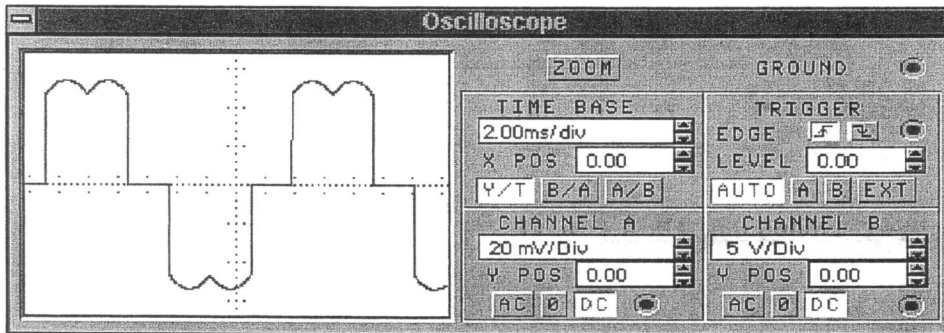 Oscilloscope
ZOOM GROUND
TIME BASE
2.00ms/div
X POS 0.00
Y/T B/A A/B
TRIGGER
EDGE
LEVEL 0.00
AUTO A B EXT
CHANNEL A
20 mV/Div
Y POS 0.00
AC 0 DC
CHANNEL B
5 V/Div
Y POS 0.00
AC 0 DC